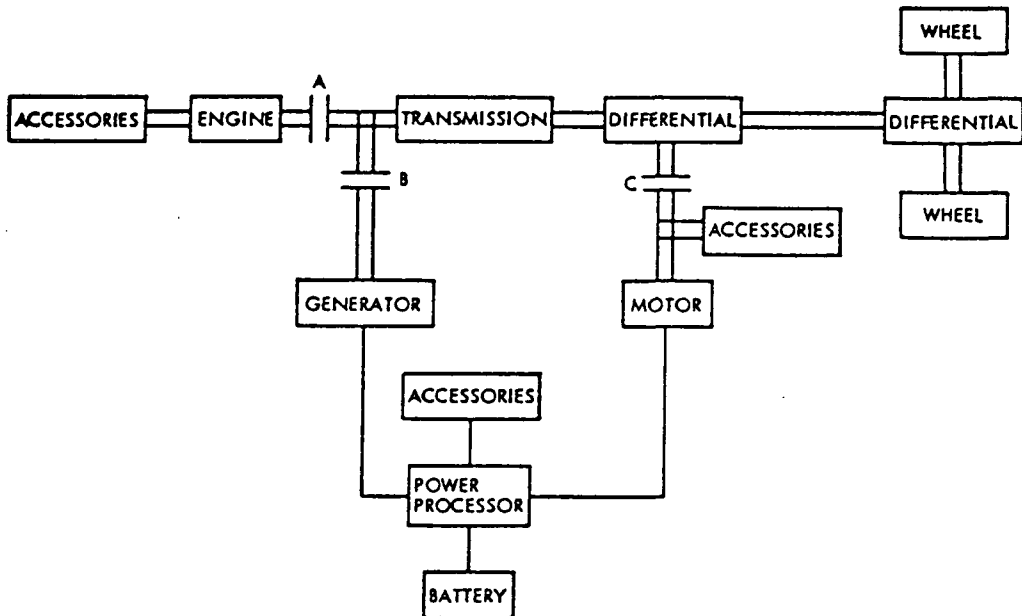 WHEEL
A
ACCESSORIES
ENGINE
TRANSMISSION
DIFFERENTIAL
DIFFERENTIAL
B
C
WHEEL
ACCESSORIES
GENERATOR
MOTOR
ACCESSORIES
POWER
PROCESSOR
BATTERY